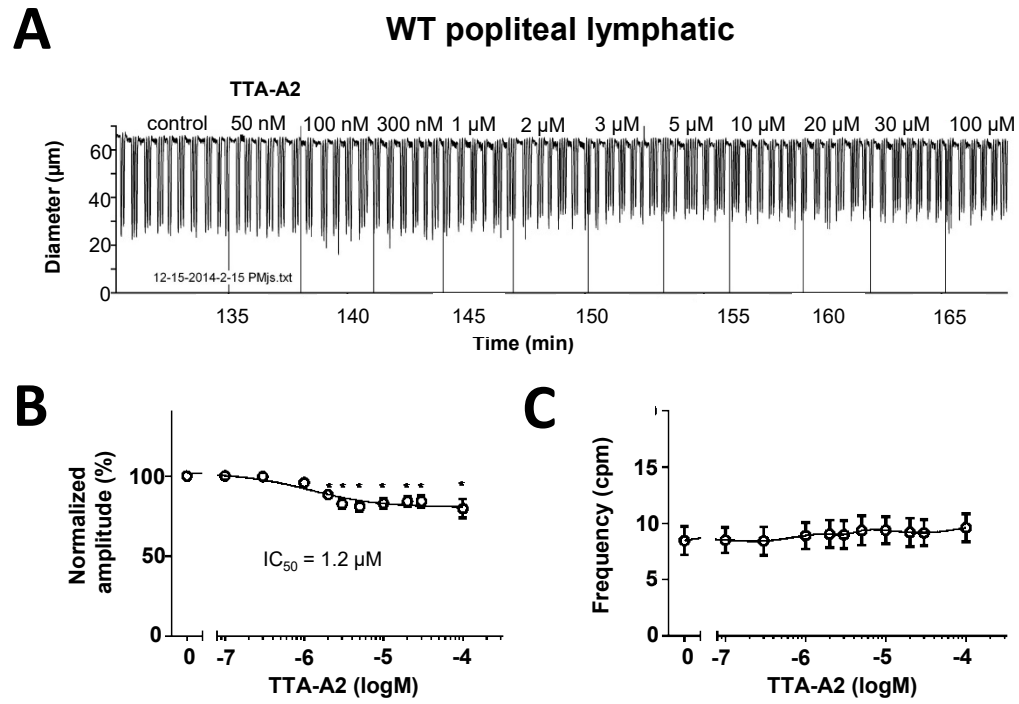 A
WT popliteal lymphatic
TTA-A2
control 50 nM 100 nM 300 nM 1 µM 2 µM 3 µM 5 µM 10 µM 20 µM 30 µM 100 µM
Diameter (µm)
60
40
20
0
12-15-2014-2-15 PMjs.txt
135 140 145 150 155 160 165
Time (min)
B
Normalized
amplitude (%)
100
50
0
* * * * * * *
IC50 = 1.2 µM
0 -7 -6 -5 -4
TTA-A2 (logM)
C
Frequency (cpm)
15
10
5
0
0 -7 -6 -5 -4
TTA-A2 (logM)